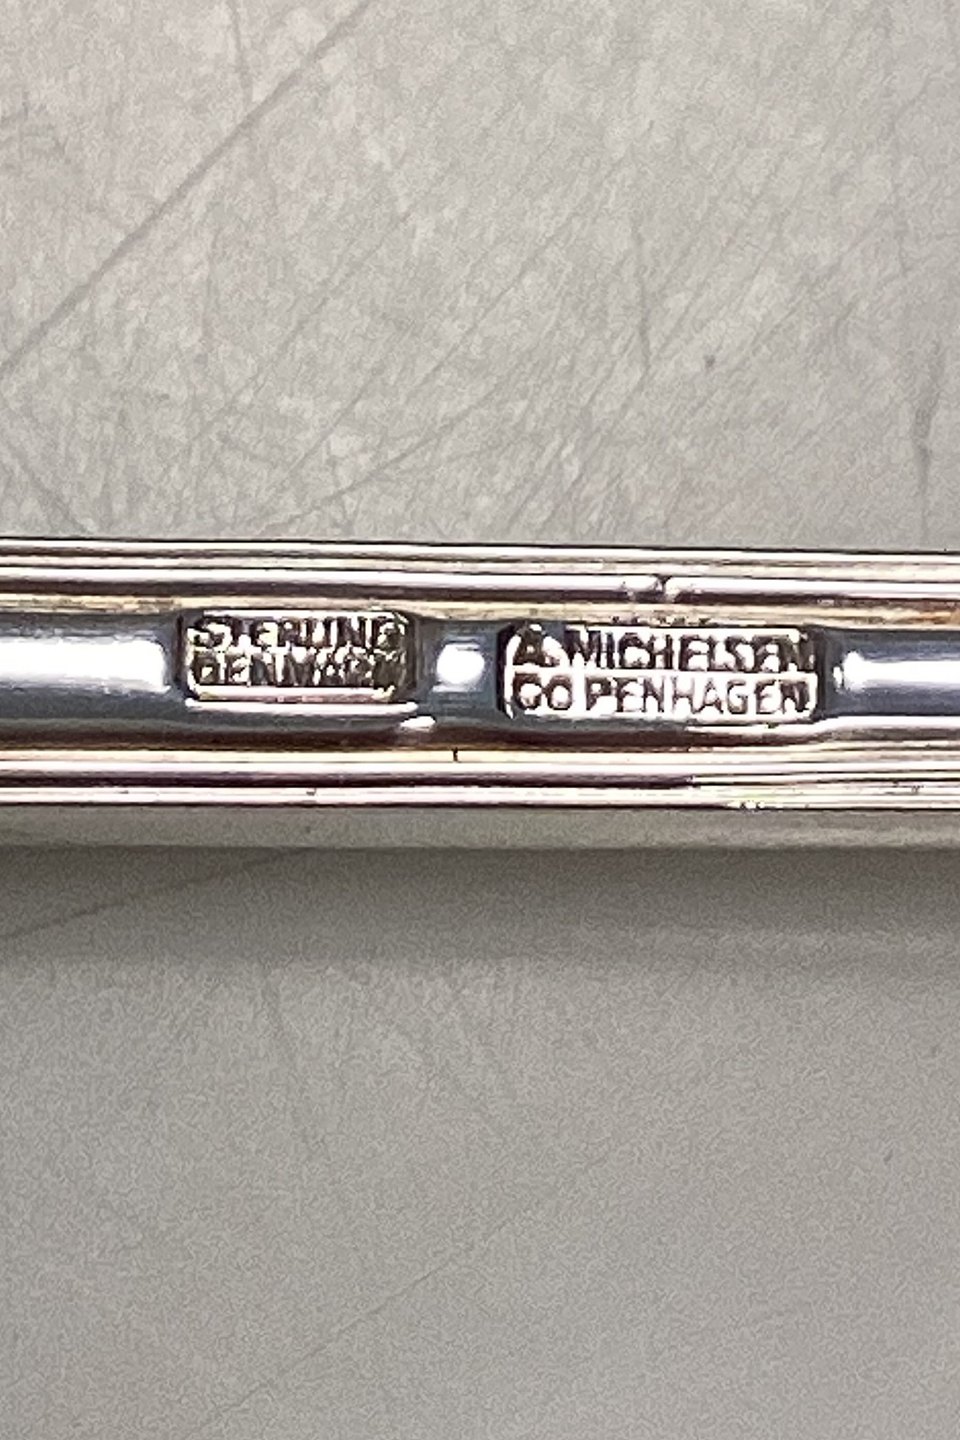 STERLING
DENMARK
A. MICHELSEN
COPENHAGEN